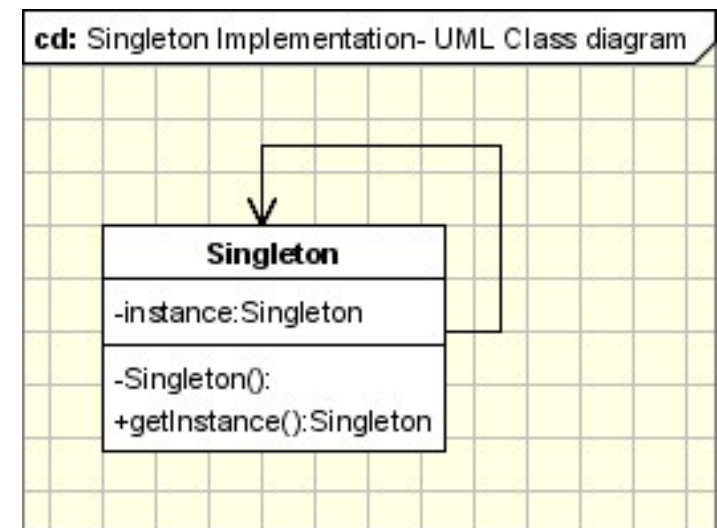 cd: Singleton Implementation- UML Class diagram
Singleton
-instance:Singleton
-Singleton():
+getInstance():Singleton